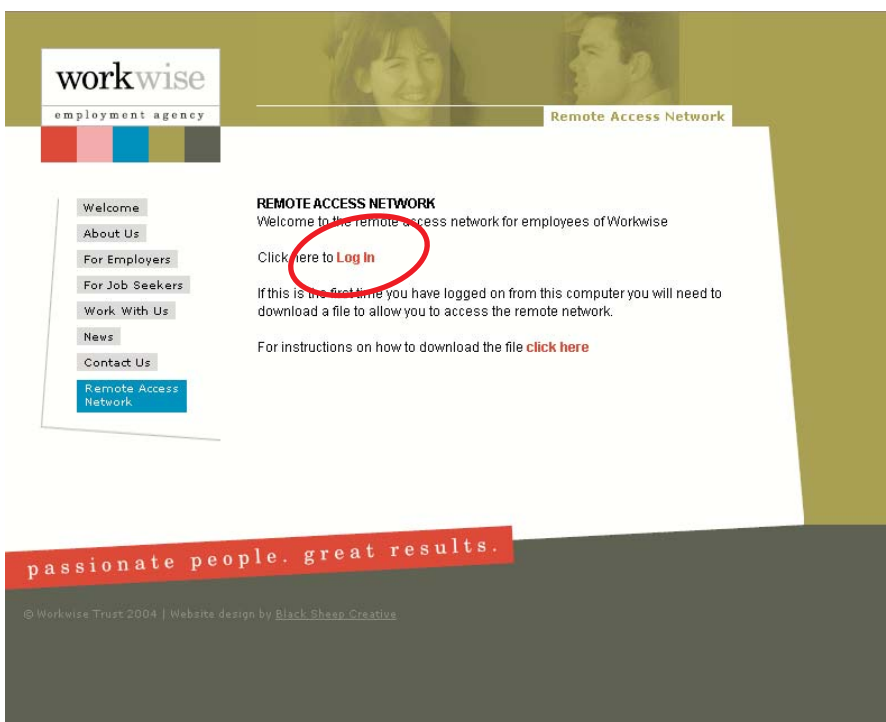 workwise
employment agency
Remote Access Network
Welcome
About Us
For Employers
For Job Seekers
Work With Us
News
Contact Us
Remote Access
Network
REMOTE ACCESS NETWORK
Welcome to the remote access network for employees of Workwise
Click here to Log In
If this is the first time you have logged on from this computer you will need to
download a file to allow you to access the remote network.
For instructions on how to download the file click here
passionate people. great results.
© Workwise Trust 2004 | Website design by Black Sheep Creative